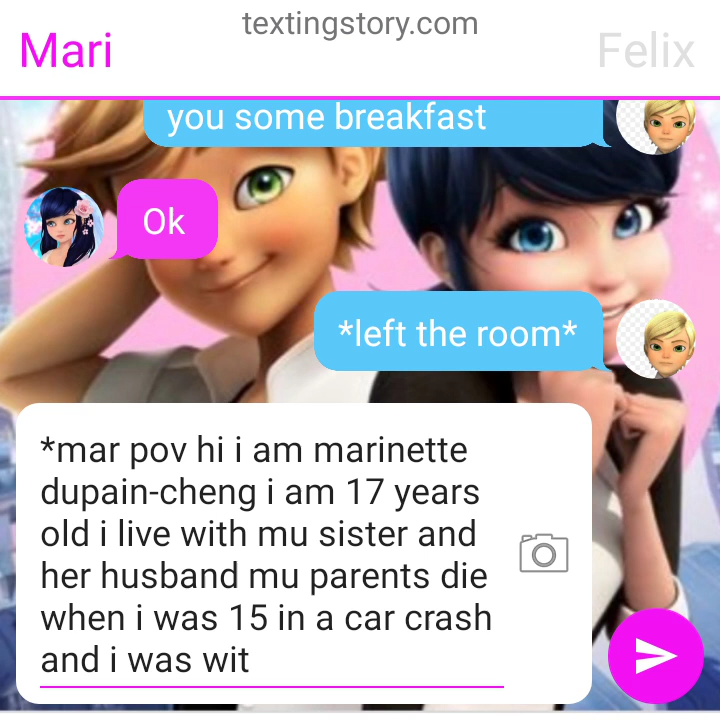 textingstory.com
Mari
Felix
you some breakfast
Ok
*left the room*
*mar pov hi i am marinette
dupain-cheng i am 17 years
old i live with mu sister and
her husband mu parents die
when i was 15 in a car crash
and i was wit